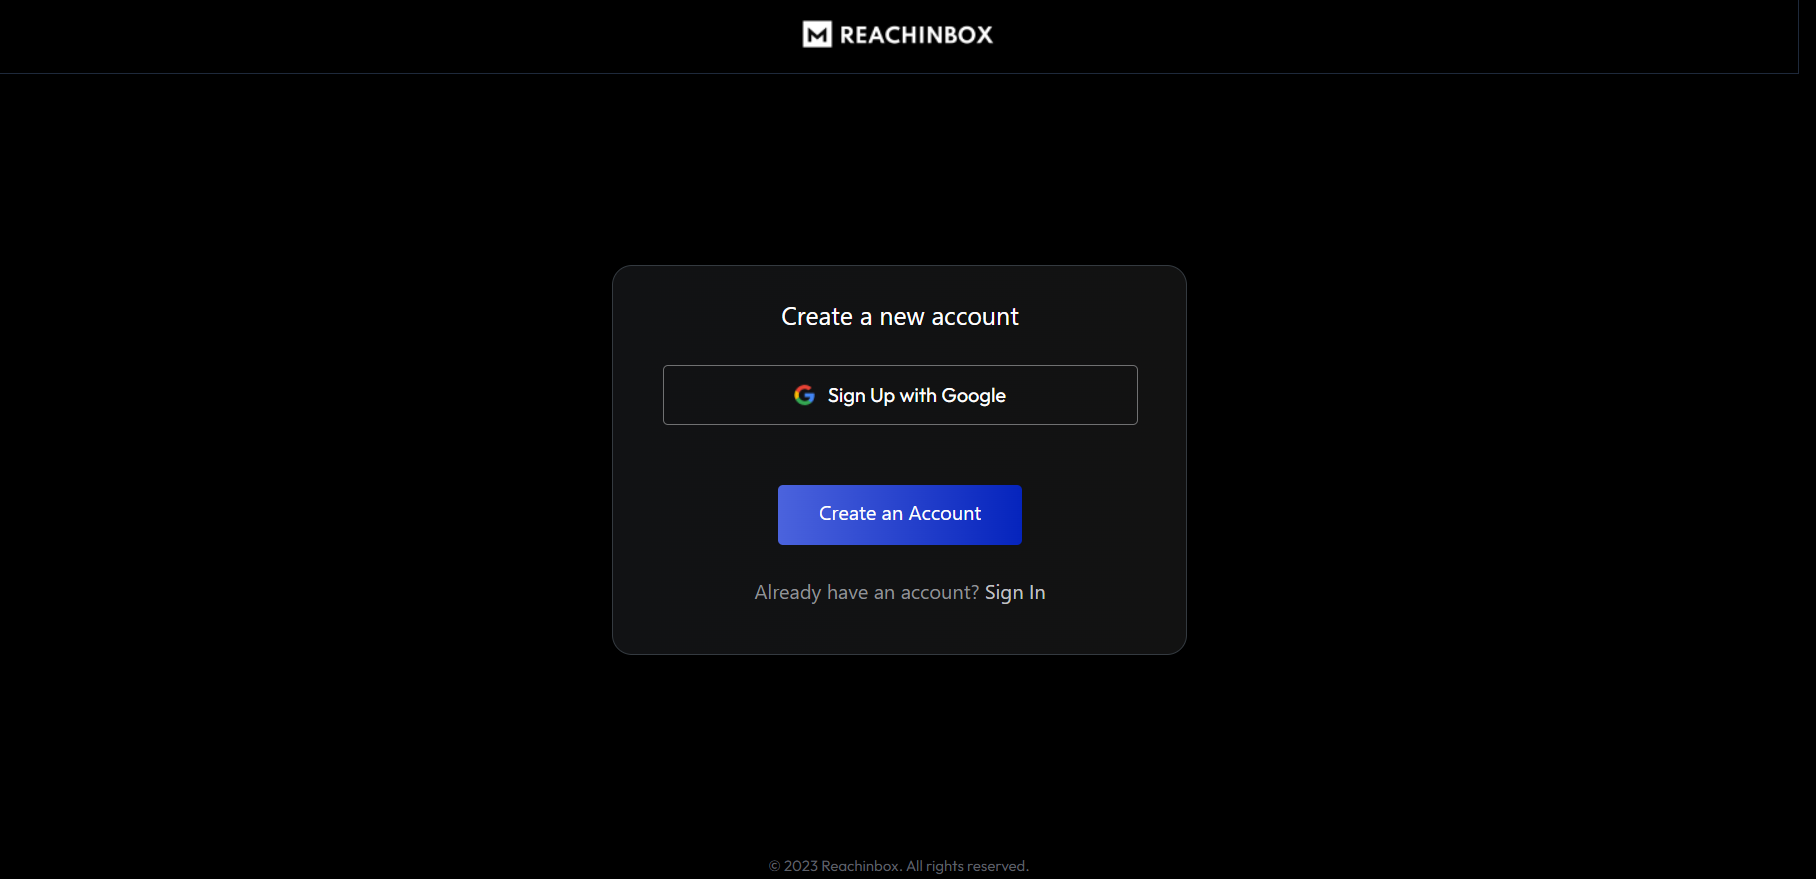 REACHINBOX
Create a new account
Sign Up with Google
Create an Account
Already have an account? Sign In
© 2023 Reachinbox. All rights reserved.